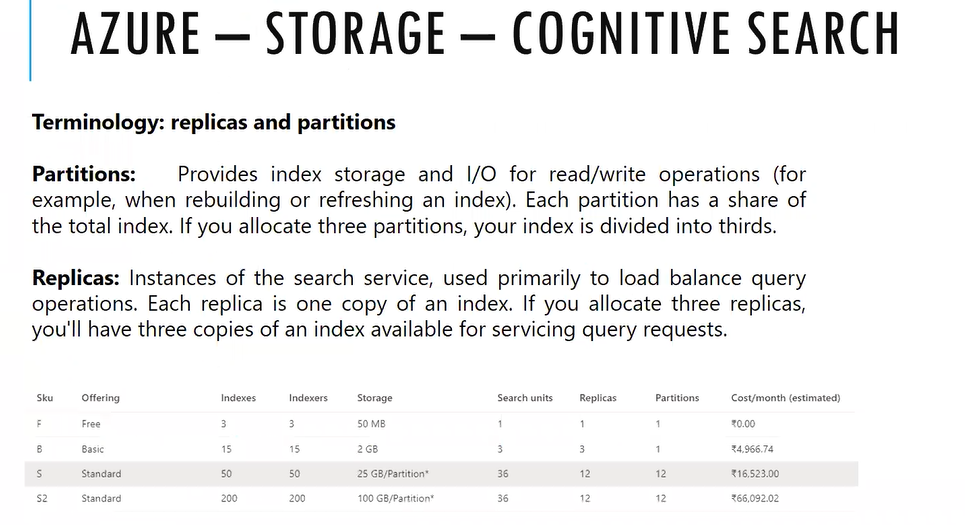 AZURE – STORAGE – COGNITIVE SEARCH
Terminology: replicas and partitions
Partitions: Provides index storage and I/O for read/write operations (for
example, when rebuilding or refreshing an index). Each partition has a share of
the total index. If you allocate three partitions, your index is divided into thirds.
Replicas: Instances of the search service, used primarily to load balance query
operations. Each replica is one copy of an index. If you allocate three replicas,
you'll have three copies of an index available for servicing query requests.
Sku Offering Indexes Indexers Storage Search units Replicas Partitions Cost/month (estimated)
F Free 3 3 50 MB 1 1 1 ₹0.00
B Basic 15 15 2 GB 3 3 1 ₹4,966.74
S Standard 50 50 25 GB/Partition* 36 12 12 ₹16,523.00
S2 Standard 200 200 100 GB/Partition* 36 12 12 ₹66,092.02